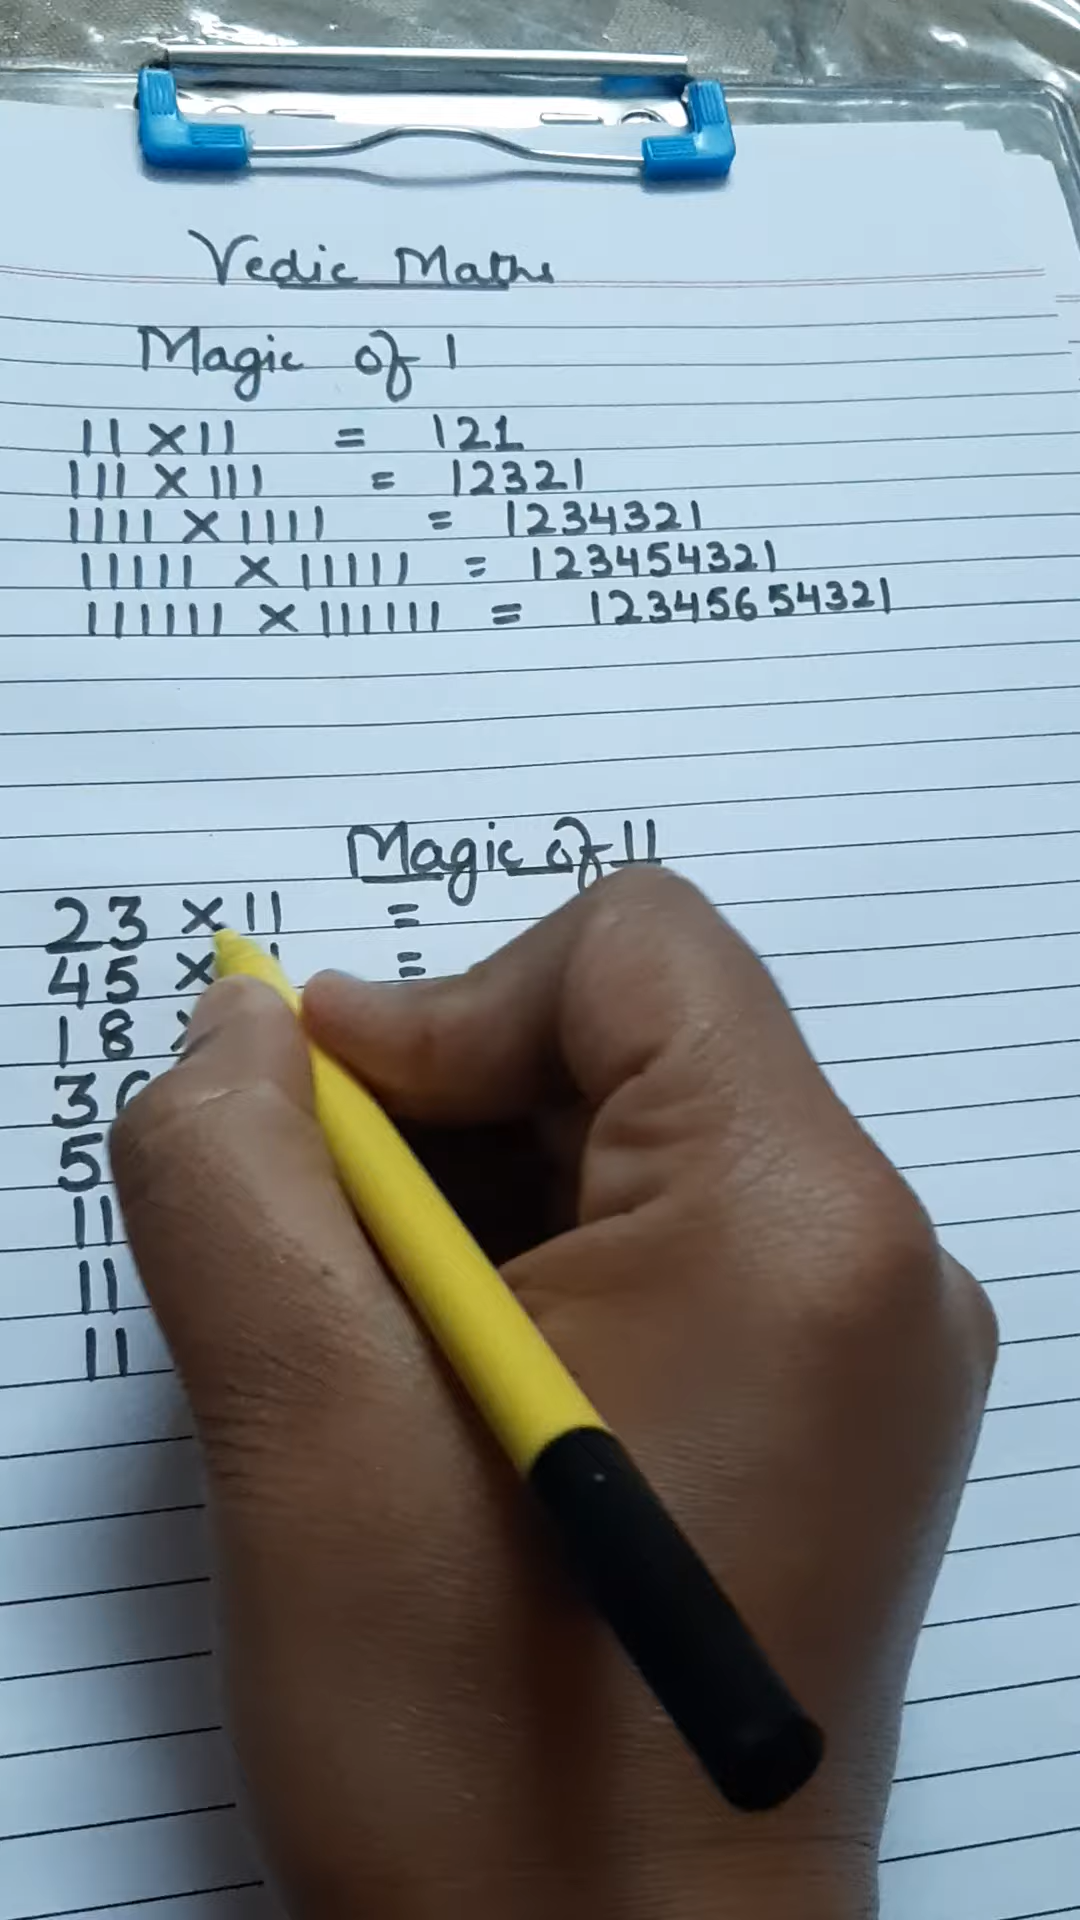 Vedic Maths
Magic of 1
11 × 11 = 121
111 × 111 = 12321
1111 × 1111 = 1234321
11111 × 11111 = 123454321
111111 × 111111 = 12345654321
Magic of 11
23 × 11 =
45 × =
18
3
5
11
11
11